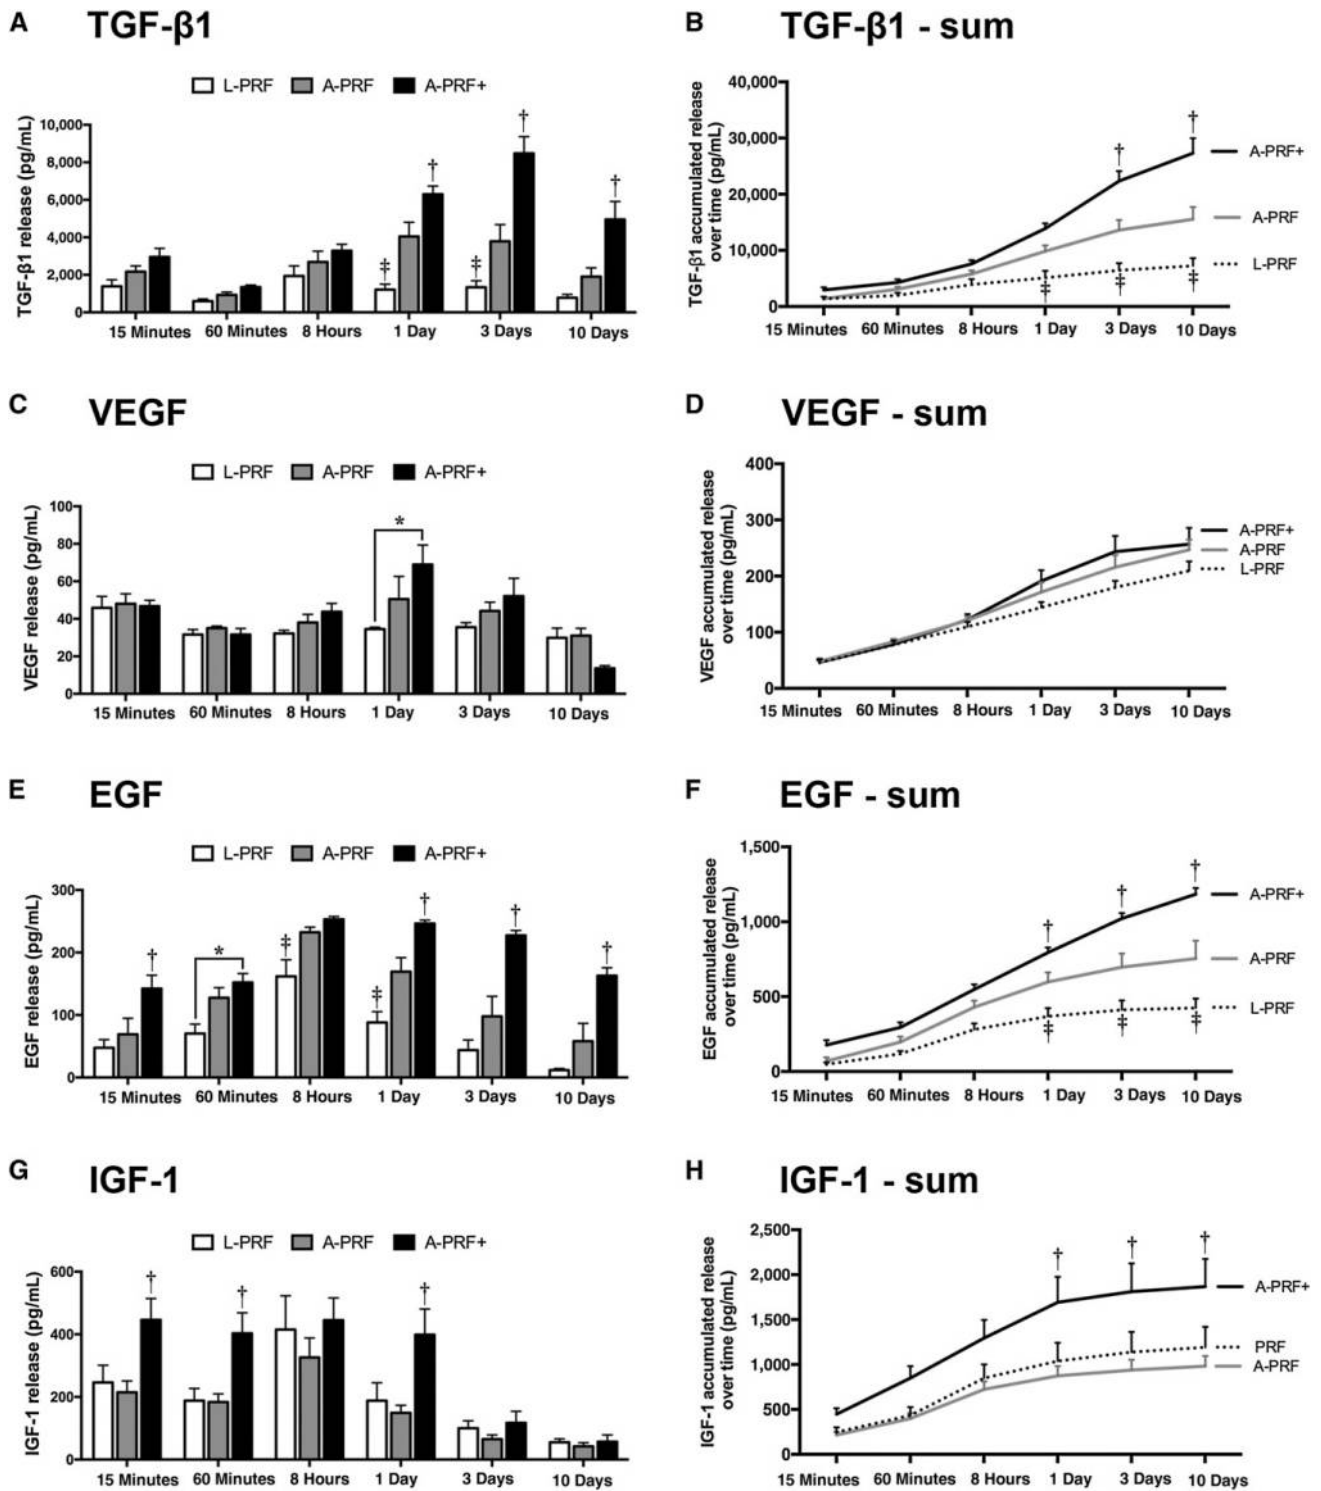 A TGF-β1
L-PRF A-PRF A-PRF+
TGF-β1 release (pg/mL)
10,000
8,000
6,000
4,000
2,000
0
† † † ‡ ‡
15 Minutes 60 Minutes 8 Hours 1 Day 3 Days 10 Days
B TGF-β1 - sum
TGF-β1 accumulated release
over time (pg/mL)
40,000
30,000
20,000
10,000
0
† †
A-PRF+
A-PRF
L-PRF
‡ ‡ ‡
15 Minutes 60 Minutes 8 Hours 1 Day 3 Days 10 Days
C VEGF
L-PRF A-PRF A-PRF+
VEGF release (pg/mL)
100
80
60
40
20
0
*
15 Minutes 60 Minutes 8 Hours 1 Day 3 Days 10 Days
D VEGF - sum
VEGF accumulated release
over time (pg/mL)
400
300
200
100
0
A-PRF+
A-PRF
L-PRF
15 Minutes 60 Minutes 8 Hours 1 Day 3 Days 10 Days
E EGF
L-PRF A-PRF A-PRF+
EGF release (pg/mL)
300
200
100
0
† * ‡ ‡ † † †
15 Minutes 60 Minutes 8 Hours 1 Day 3 Days 10 Days
F EGF - sum
EGF accumulated release
over time (pg/mL)
1,500
1,000
500
0
† † †
A-PRF+
A-PRF
L-PRF
‡ ‡ ‡
15 Minutes 60 Minutes 8 Hours 1 Day 3 Days 10 Days
G IGF-1
L-PRF A-PRF A-PRF+
IGF-1 release (pg/mL)
600
400
200
0
† † †
15 Minutes 60 Minutes 8 Hours 1 Day 3 Days 10 Days
H IGF-1 - sum
IGF-1 accumulated release
over time (pg/mL)
2,500
2,000
1,500
1,000
500
0
† † †
A-PRF+
PRF
A-PRF
15 Minutes 60 Minutes 8 Hours 1 Day 3 Days 10 Days